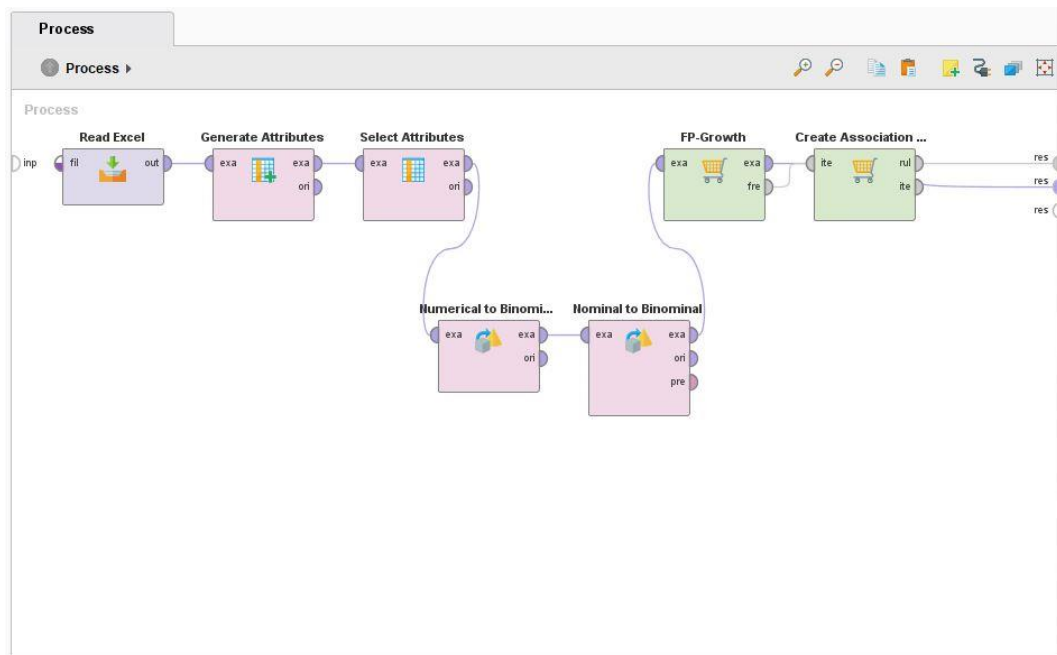 Process
Process
Process
Read Excel
Generate Attributes
Select Attributes
FP-Growth
Create Association ...
inp
fil
out
exa
exa
ori
exa
exa
ori
exa
exa
fre
ite
rul
ite
res
res
res
Numerical to Binomi...
Nominal to Binominal
exa
exa
ori
exa
exa
ori
pre